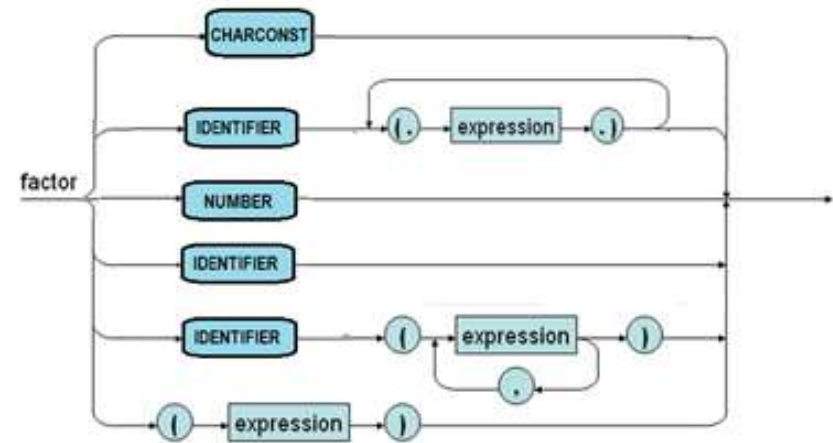 CHARCONST
IDENTIFIER (. expression .)
factor
NUMBER
IDENTIFIER
IDENTIFIER ( expression )
,
( expression )